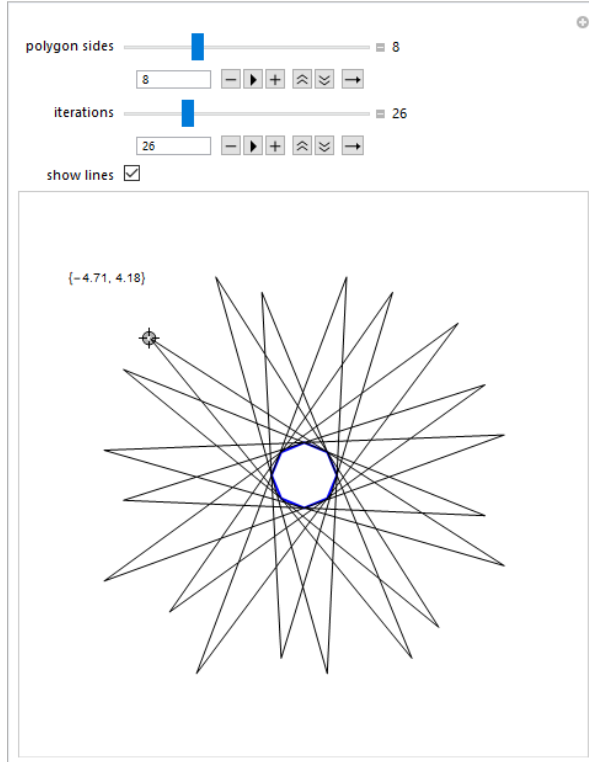 polygon sides 8
8
iterations 26
26
show lines
{-4.71, 4.18}